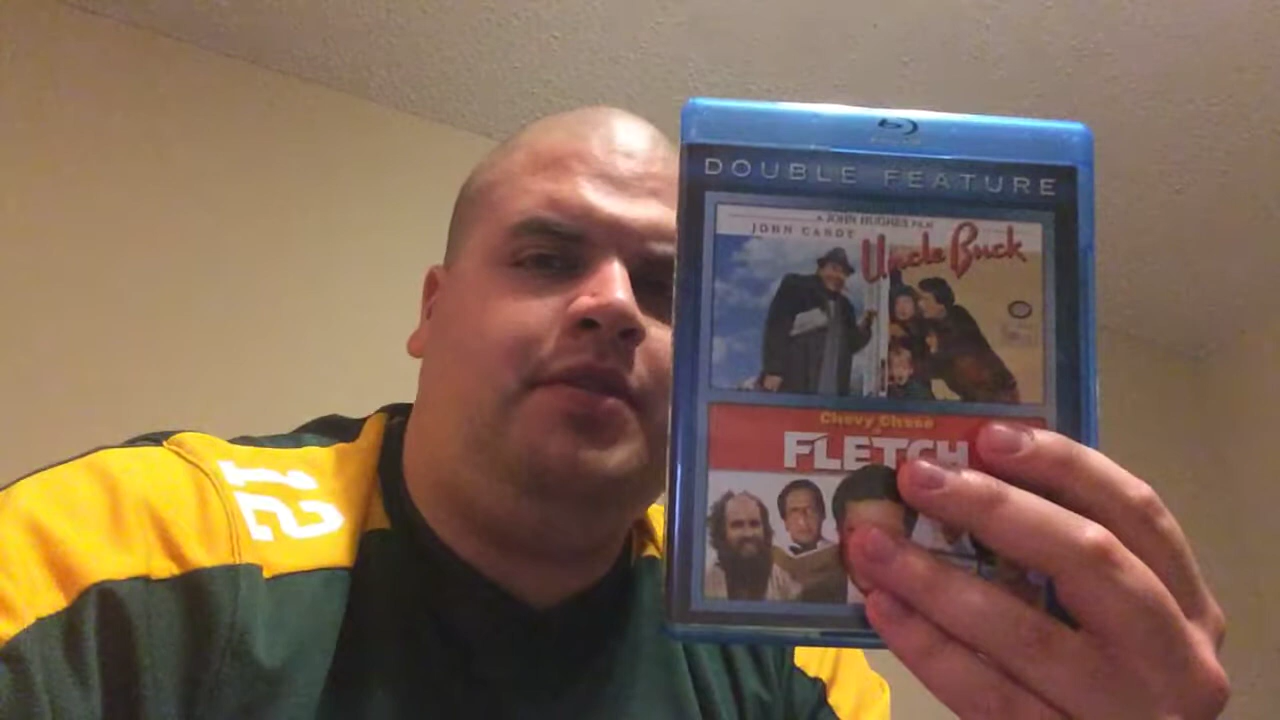 DOUBLE FEATURE
A JOHN HUGHES FILM
JOHN CANDY
Uncle Buck
Chevy Chase
FLETCH
12